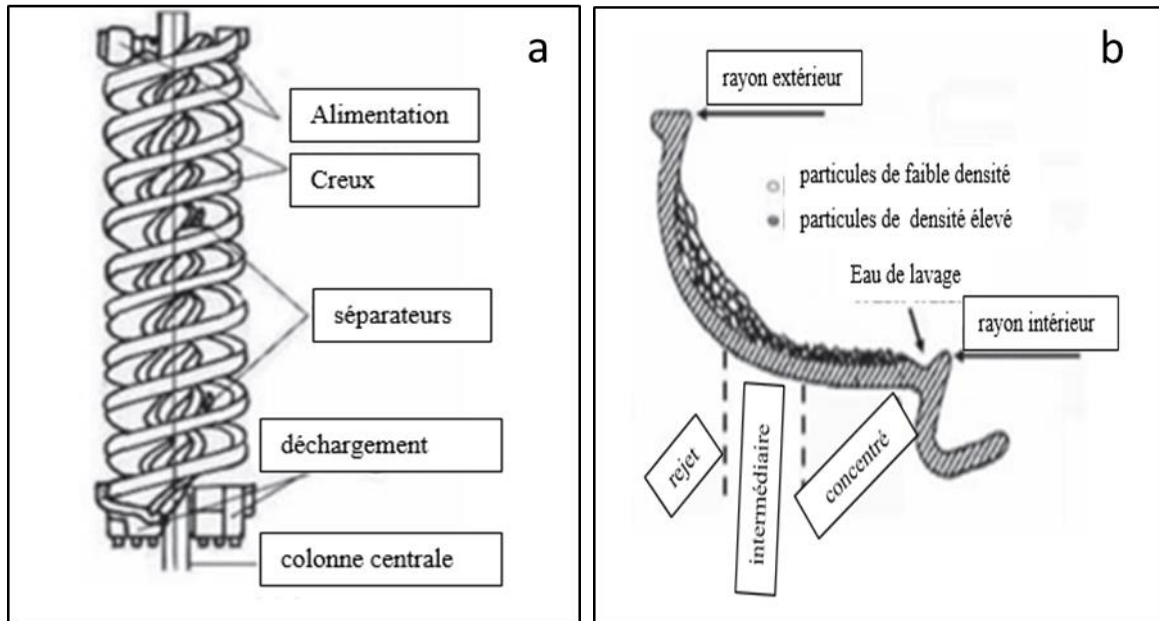 a
Alimentation
Creux
séparateurs
déchargement
colonne centrale
b
rayon extérieur
particules de faible densité
particules de densité élevé
Eau de lavage
rayon intérieur
rejet
intermédiaire
concentré